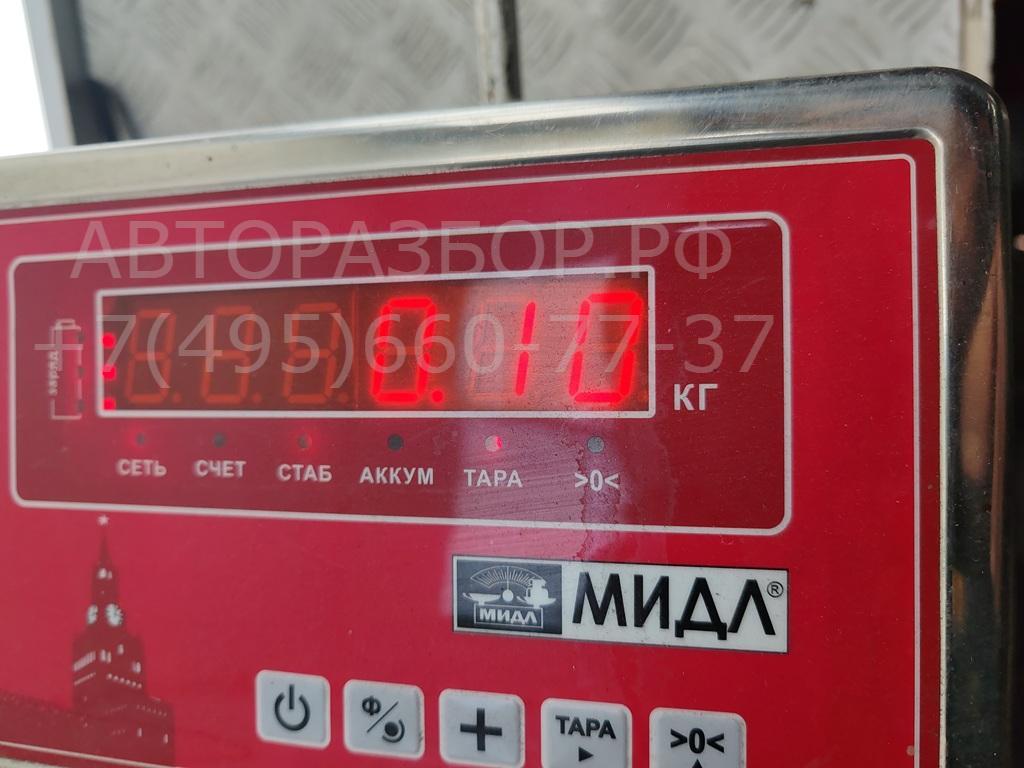 АВТОРАЗБОР.РФ
+7(495)660-77-37
ЗАРЯД
0.10
КГ
СЕТЬ СЧЕТ СТАБ АККУМ ТАРА >0<
МИДЛ МИДЛ®
Ф ТАРА >0<